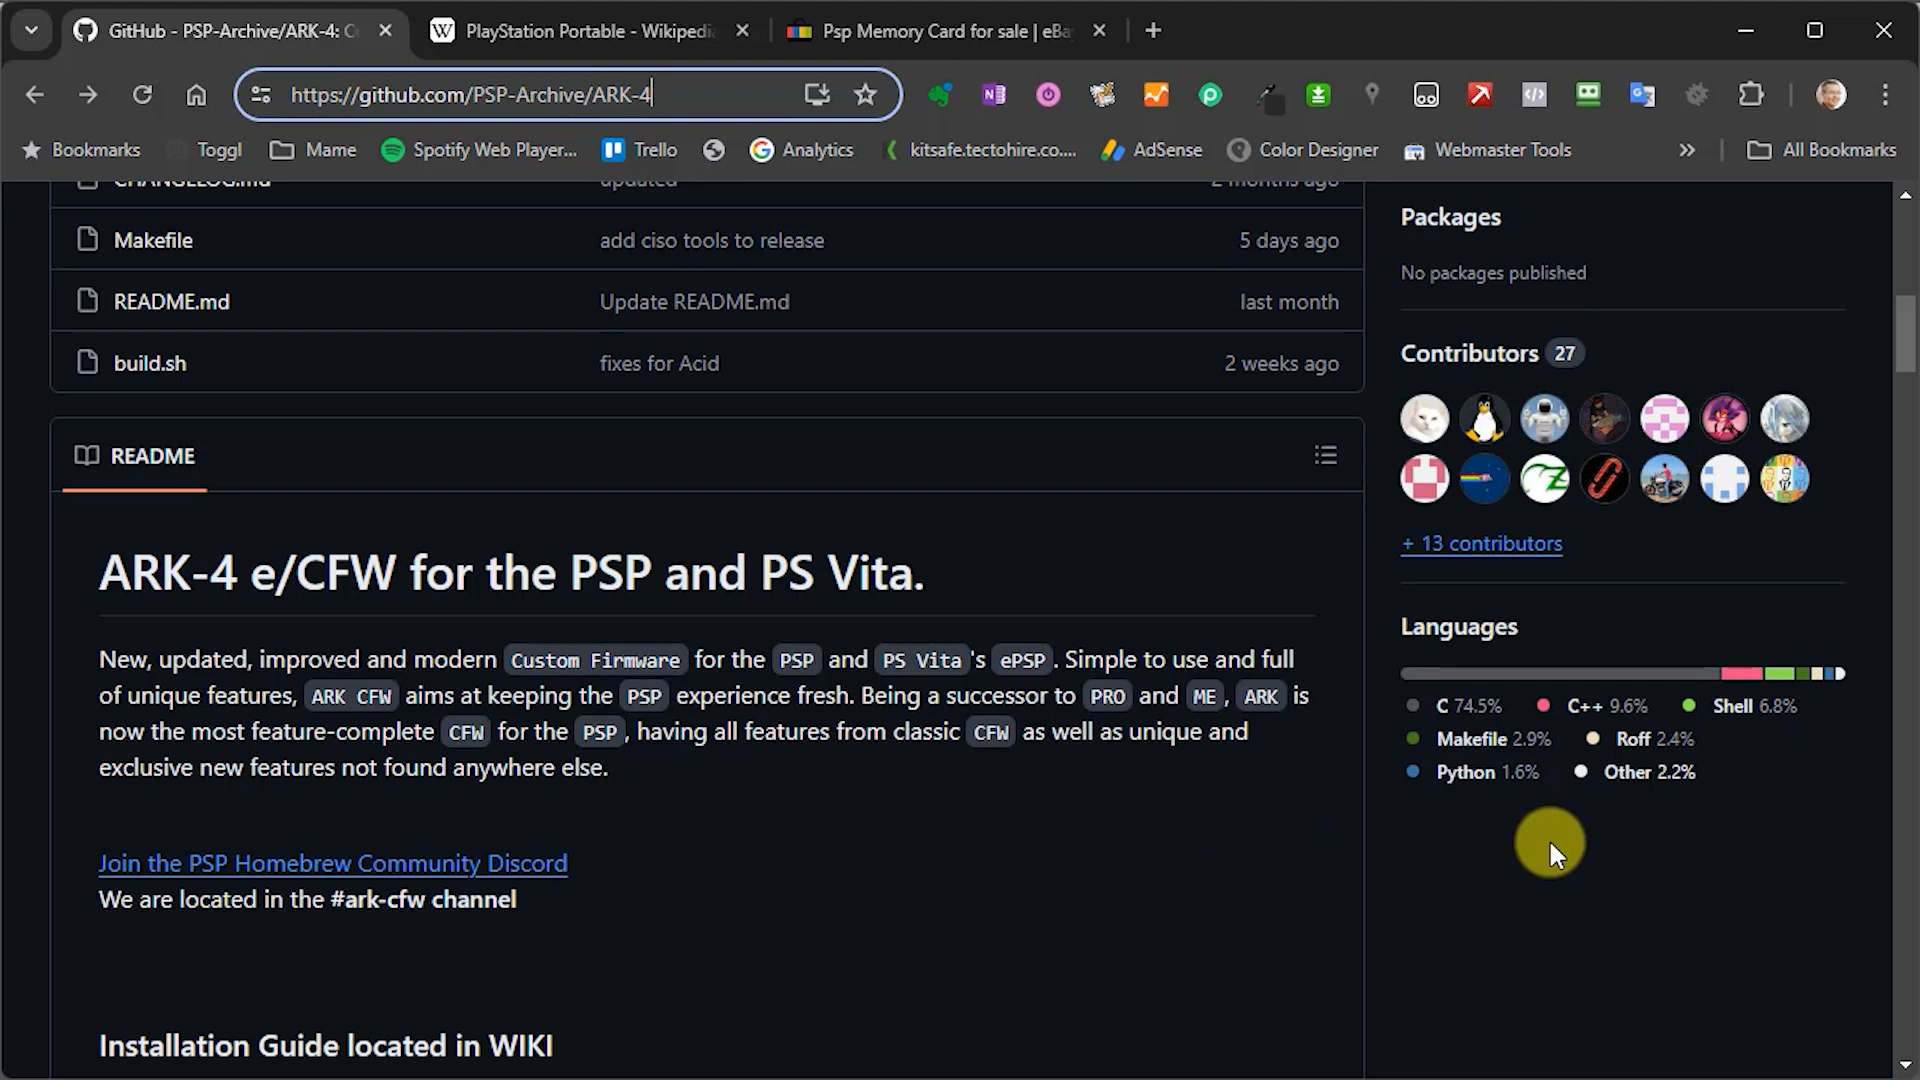 GitHub - PSP-Archive/ARK-4: C
PlayStation Portable - Wikipedi
Psp Memory Card for sale | eBa
https://github.com/PSP-Archive/ARK-4
Bookmarks
Toggl
Mame
Spotify Web Player...
Trello
Analytics
kitsafe.tectohire.co....
AdSense
Color Designer
Webmaster Tools
All Bookmarks
CHANGELOG.md updated 2 months ago
Makefile add ciso tools to release 5 days ago
README.md Update README.md last month
build.sh fixes for Acid 2 weeks ago
README
ARK-4 e/CFW for the PSP and PS Vita.
New, updated, improved and modern Custom Firmware for the PSP and PS Vita's ePSP. Simple to use and full
of unique features, ARK CFW aims at keeping the PSP experience fresh. Being a successor to PRO and ME, ARK is
now the most feature-complete CFW for the PSP, having all features from classic CFW as well as unique and
exclusive new features not found anywhere else.
Join the PSP Homebrew Community Discord
We are located in the #ark-cfw channel
Installation Guide located in WIKI
Packages
No packages published
Contributors 27
+ 13 contributors
Languages
C 74.5% C++ 9.6% Shell 6.8%
Makefile 2.9% Roff 2.4%
Python 1.6% Other 2.2%